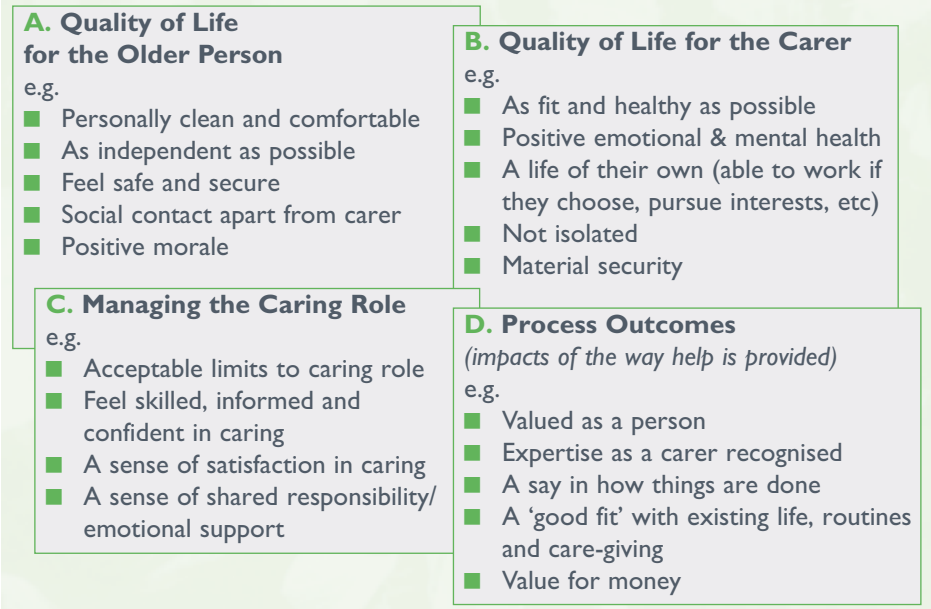 A. Quality of Life
for the Older Person
e.g.
■ Personally clean and comfortable
■ As independent as possible
■ Feel safe and secure
■ Social contact apart from carer
■ Positive morale
B. Quality of Life for the Carer
e.g.
■ As fit and healthy as possible
■ Positive emotional & mental health
■ A life of their own (able to work if
they choose, pursue interests, etc)
■ Not isolated
■ Material security
C. Managing the Caring Role
e.g.
■ Acceptable limits to caring role
■ Feel skilled, informed and
confident in caring
■ A sense of satisfaction in caring
■ A sense of shared responsibility/
emotional support
D. Process Outcomes
(impacts of the way help is provided)
e.g.
■ Valued as a person
■ Expertise as a carer recognised
■ A say in how things are done
■ A ‘good fit’ with existing life, routines
and care-giving
■ Value for money